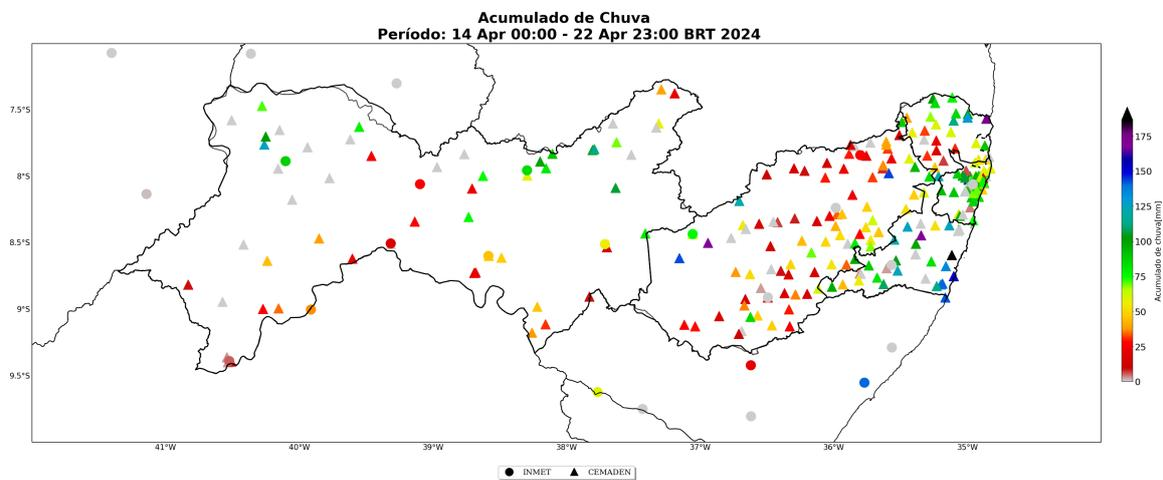 Acumulado de Chuva
Período: 14 Apr 00:00 - 22 Apr 23:00 BRT 2024
7.5°S
8°S
8.5°S
9°S
9.5°S
41°W
40°W
39°W
38°W
37°W
36°W
35°W
175
150
125
100
75
50
25
0
Acumulado de chuva[mm]
INMET
CEMADEN